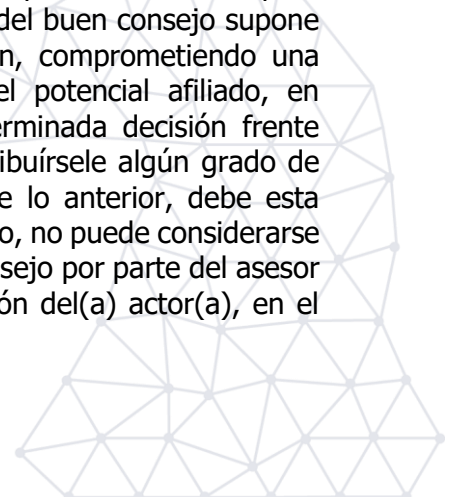 del buen consejo supone
n, comprometiendo una
el potencial afiliado, en
erminada decisión frente
ibuírsele algún grado de
e lo anterior, debe esta
o, no puede considerarse
sejo por parte del asesor
ón del(a) actor(a), en el